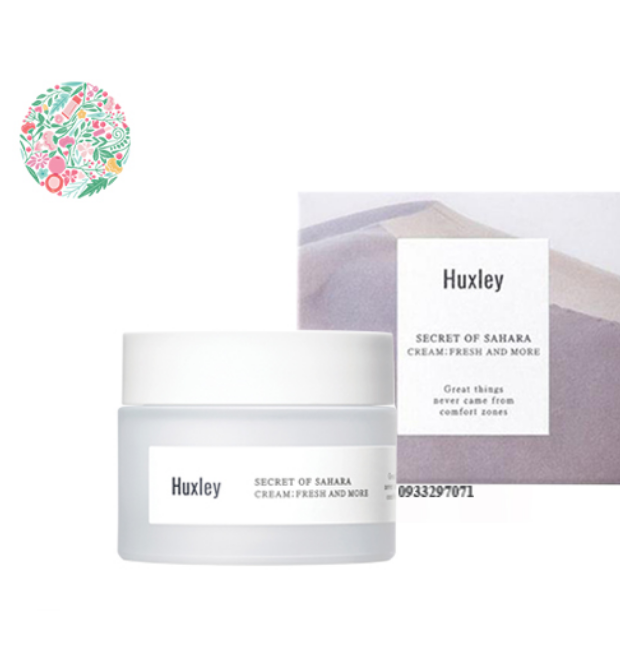 Huxley
SECRET OF SAHARA
CREAM; FRESH AND MORE
Great things
never came from
comfort zones
Huxley
SECRET OF SAHARA
CREAM; FRESH AND MORE
0933297071